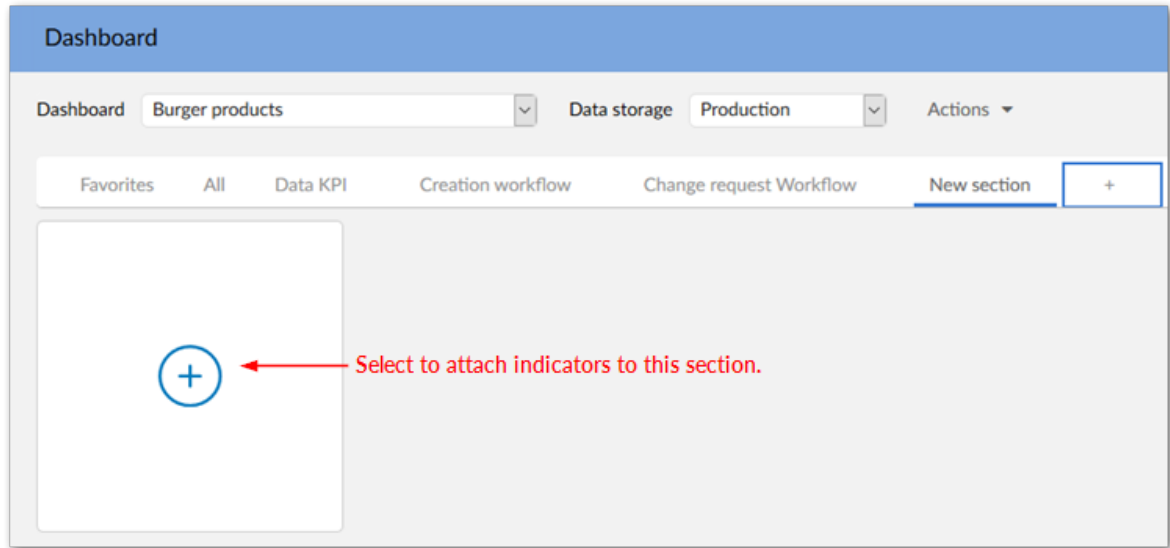 Dashboard
Dashboard Burger products Data storage Production Actions
Favorites All Data KPI Creation workflow Change request Workflow New section +
Select to attach indicators to this section.